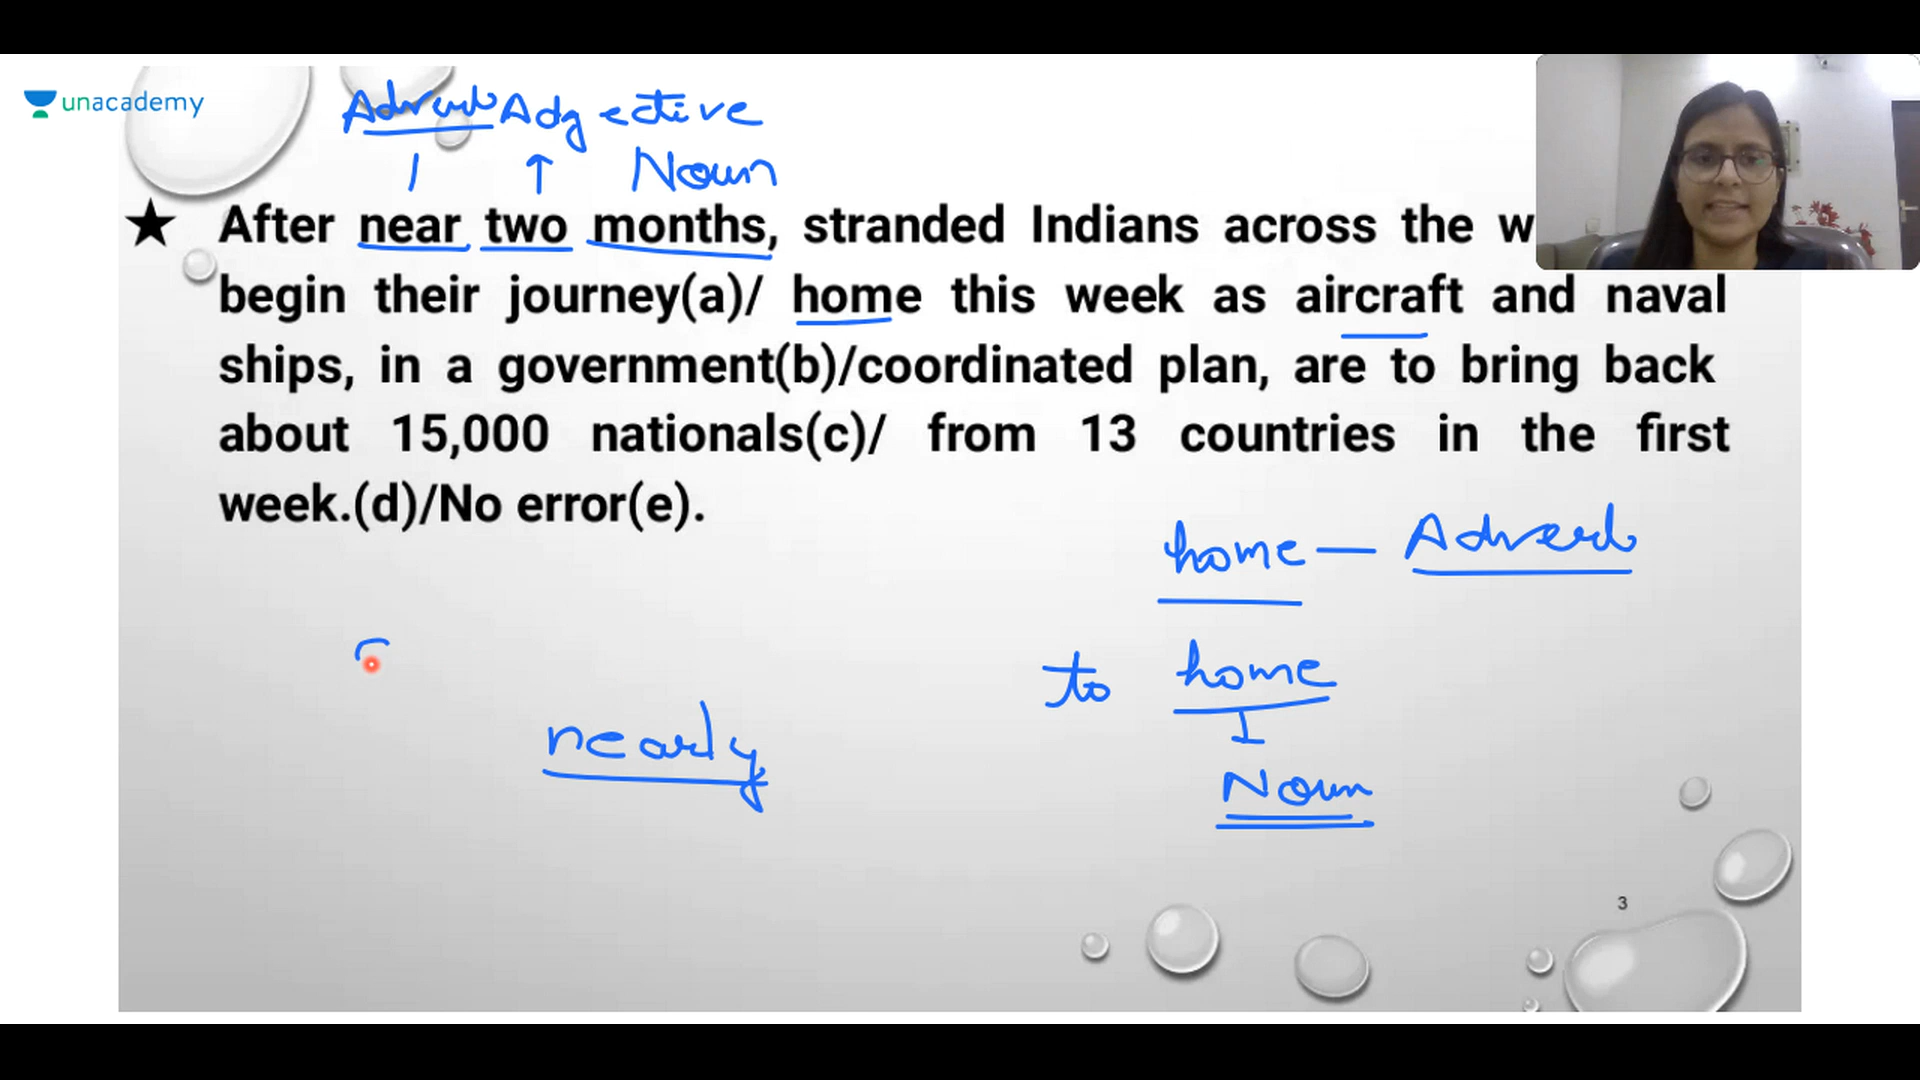 unacademy
Adverb Adjective
Noun
★ After near two months, stranded Indians across the
begin their journey(a)/ home this week as aircraft and naval
ships, in a government(b)/coordinated plan, are to bring back
about 15,000 nationals(c)/ from 13 countries in the first
week.(d)/No error(e).
home — Adverb
to home
nearly
Noun
3